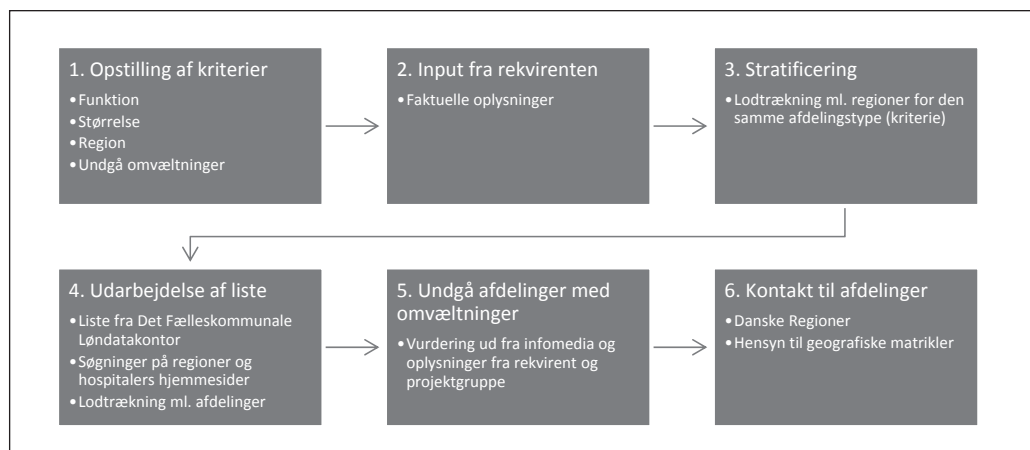 1. Opstilling af kriterier
•Funktion
•Størrelse
•Region
•Undgå omvæltninger
2. Input fra rekvirenten
•Faktuelle oplysninger
3. Stratificering
•Lodtrækning ml. regioner for den
samme afdelingstype (kriterie)
4. Udarbejdelse af liste
•Liste fra Det Fælleskommunale
Løndatakontor
•Søgninger på regioner og
hospitalers hjemmesider
•Lodtrækning ml. afdelinger
5. Undgå afdelinger med
omvæltninger
•Vurdering ud fra infomedia og
oplysninger fra rekvirent og
projektgruppe
6. Kontakt til afdelinger
•Danske Regioner
•Hensyn til geografiske matrikler